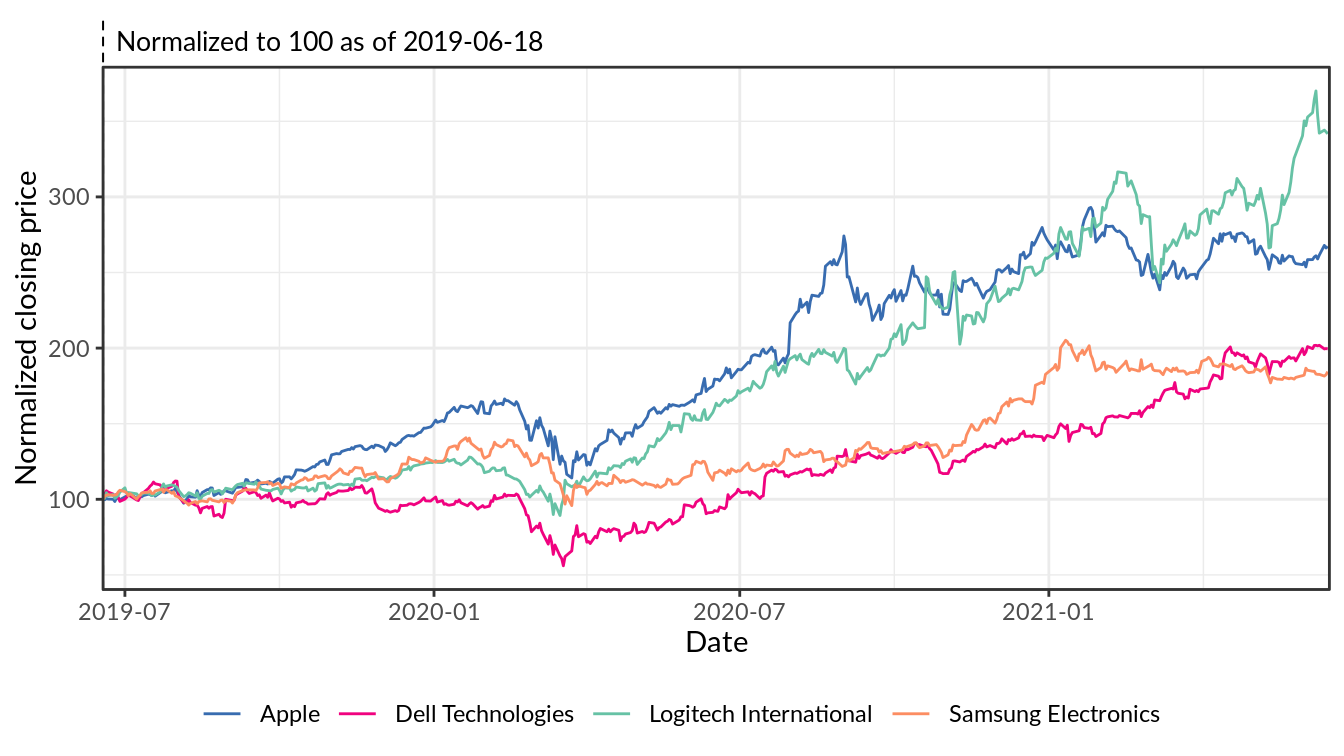 Normalized to 100 as of 2019-06-18
Normalized closing price
300
200
100
2019-07 2020-01 2020-07 2021-01
Date
Apple Dell Technologies Logitech International Samsung Electronics